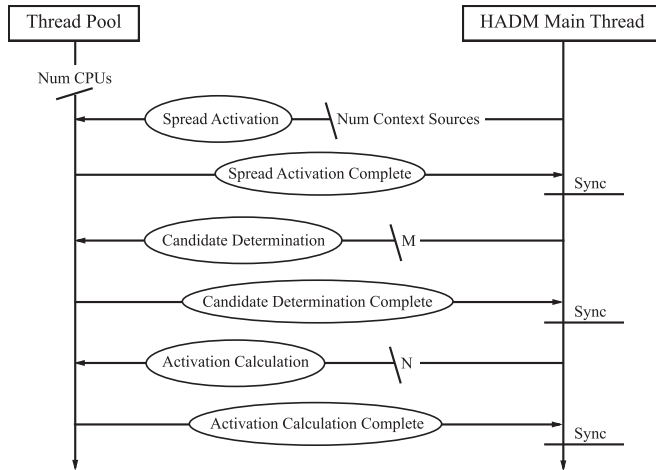 Thread Pool
HADM Main Thread
Num CPUs
Spread Activation
Num Context Sources
Spread Activation Complete
Sync
Candidate Determination
M
Candidate Determination Complete
Sync
Activation Calculation
N
Activation Calculation Complete
Sync